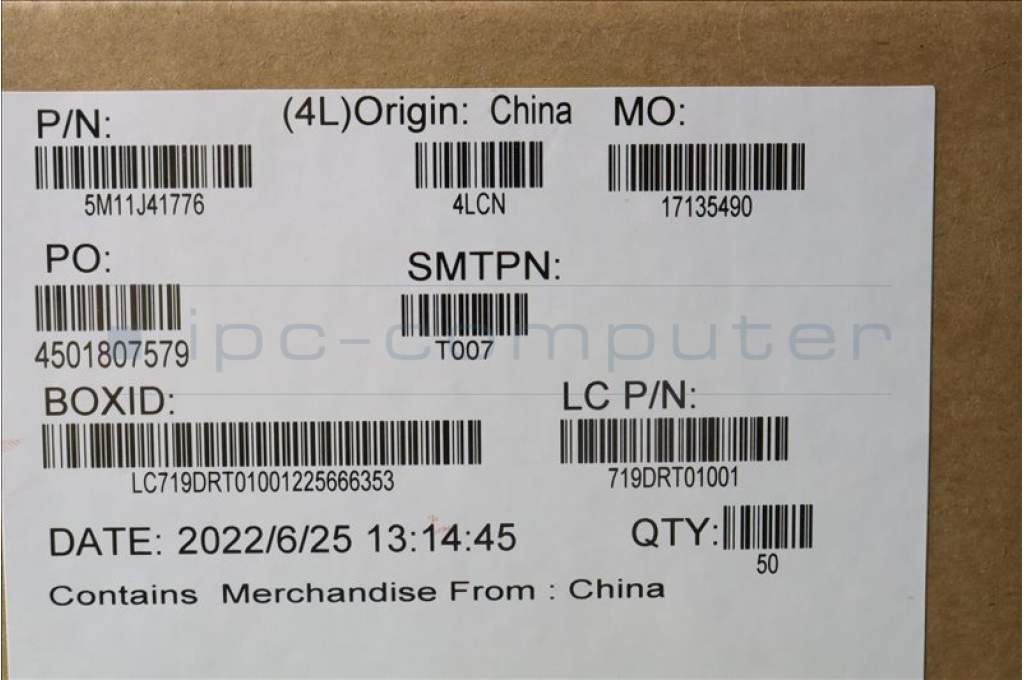 P/N: (4L)Origin: China MO:
5M11J41776 4LCN 17135490
PO: SMTPN:
4501807579 T007
ipc-computer
BOXID: LC P/N:
LC719DRT01001225666353 719DRT01001
DATE: 2022/6/25 13:14:45 QTY:
50
Contains Merchandise From : China